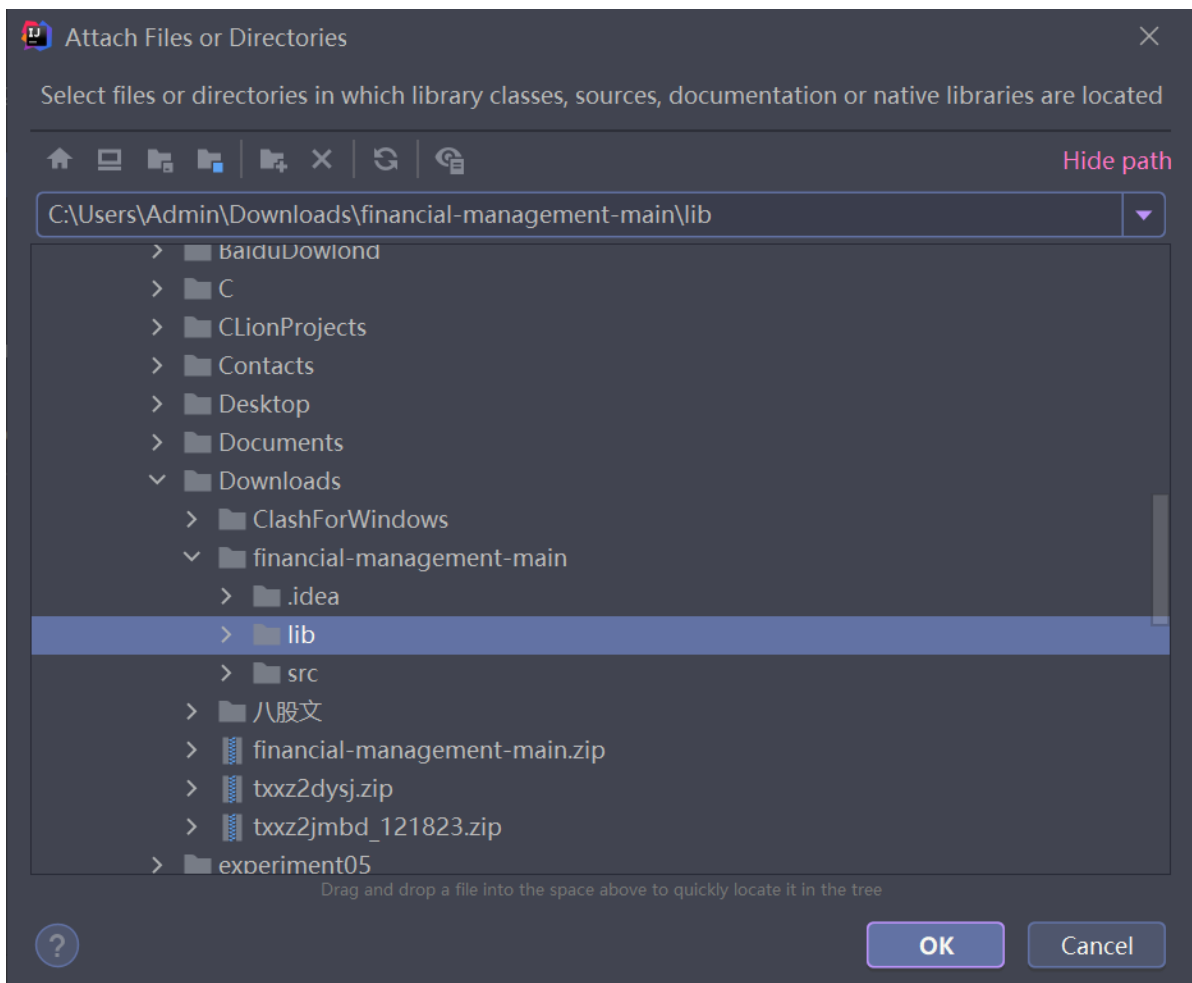 Attach Files or Directories
Select files or directories in which library classes, sources, documentation or native libraries are located
Hide path
C:\Users\Admin\Downloads\financial-management-main\lib
BaiduDowlond
C
CLionProjects
Contacts
Desktop
Documents
Downloads
ClashForWindows
financial-management-main
.idea
lib
src
八股文
financial-management-main.zip
txxz2dysj.zip
txxz2jmbd_121823.zip
experiment05
Drag and drop a file into the space above to quickly locate it in the tree
? OK Cancel